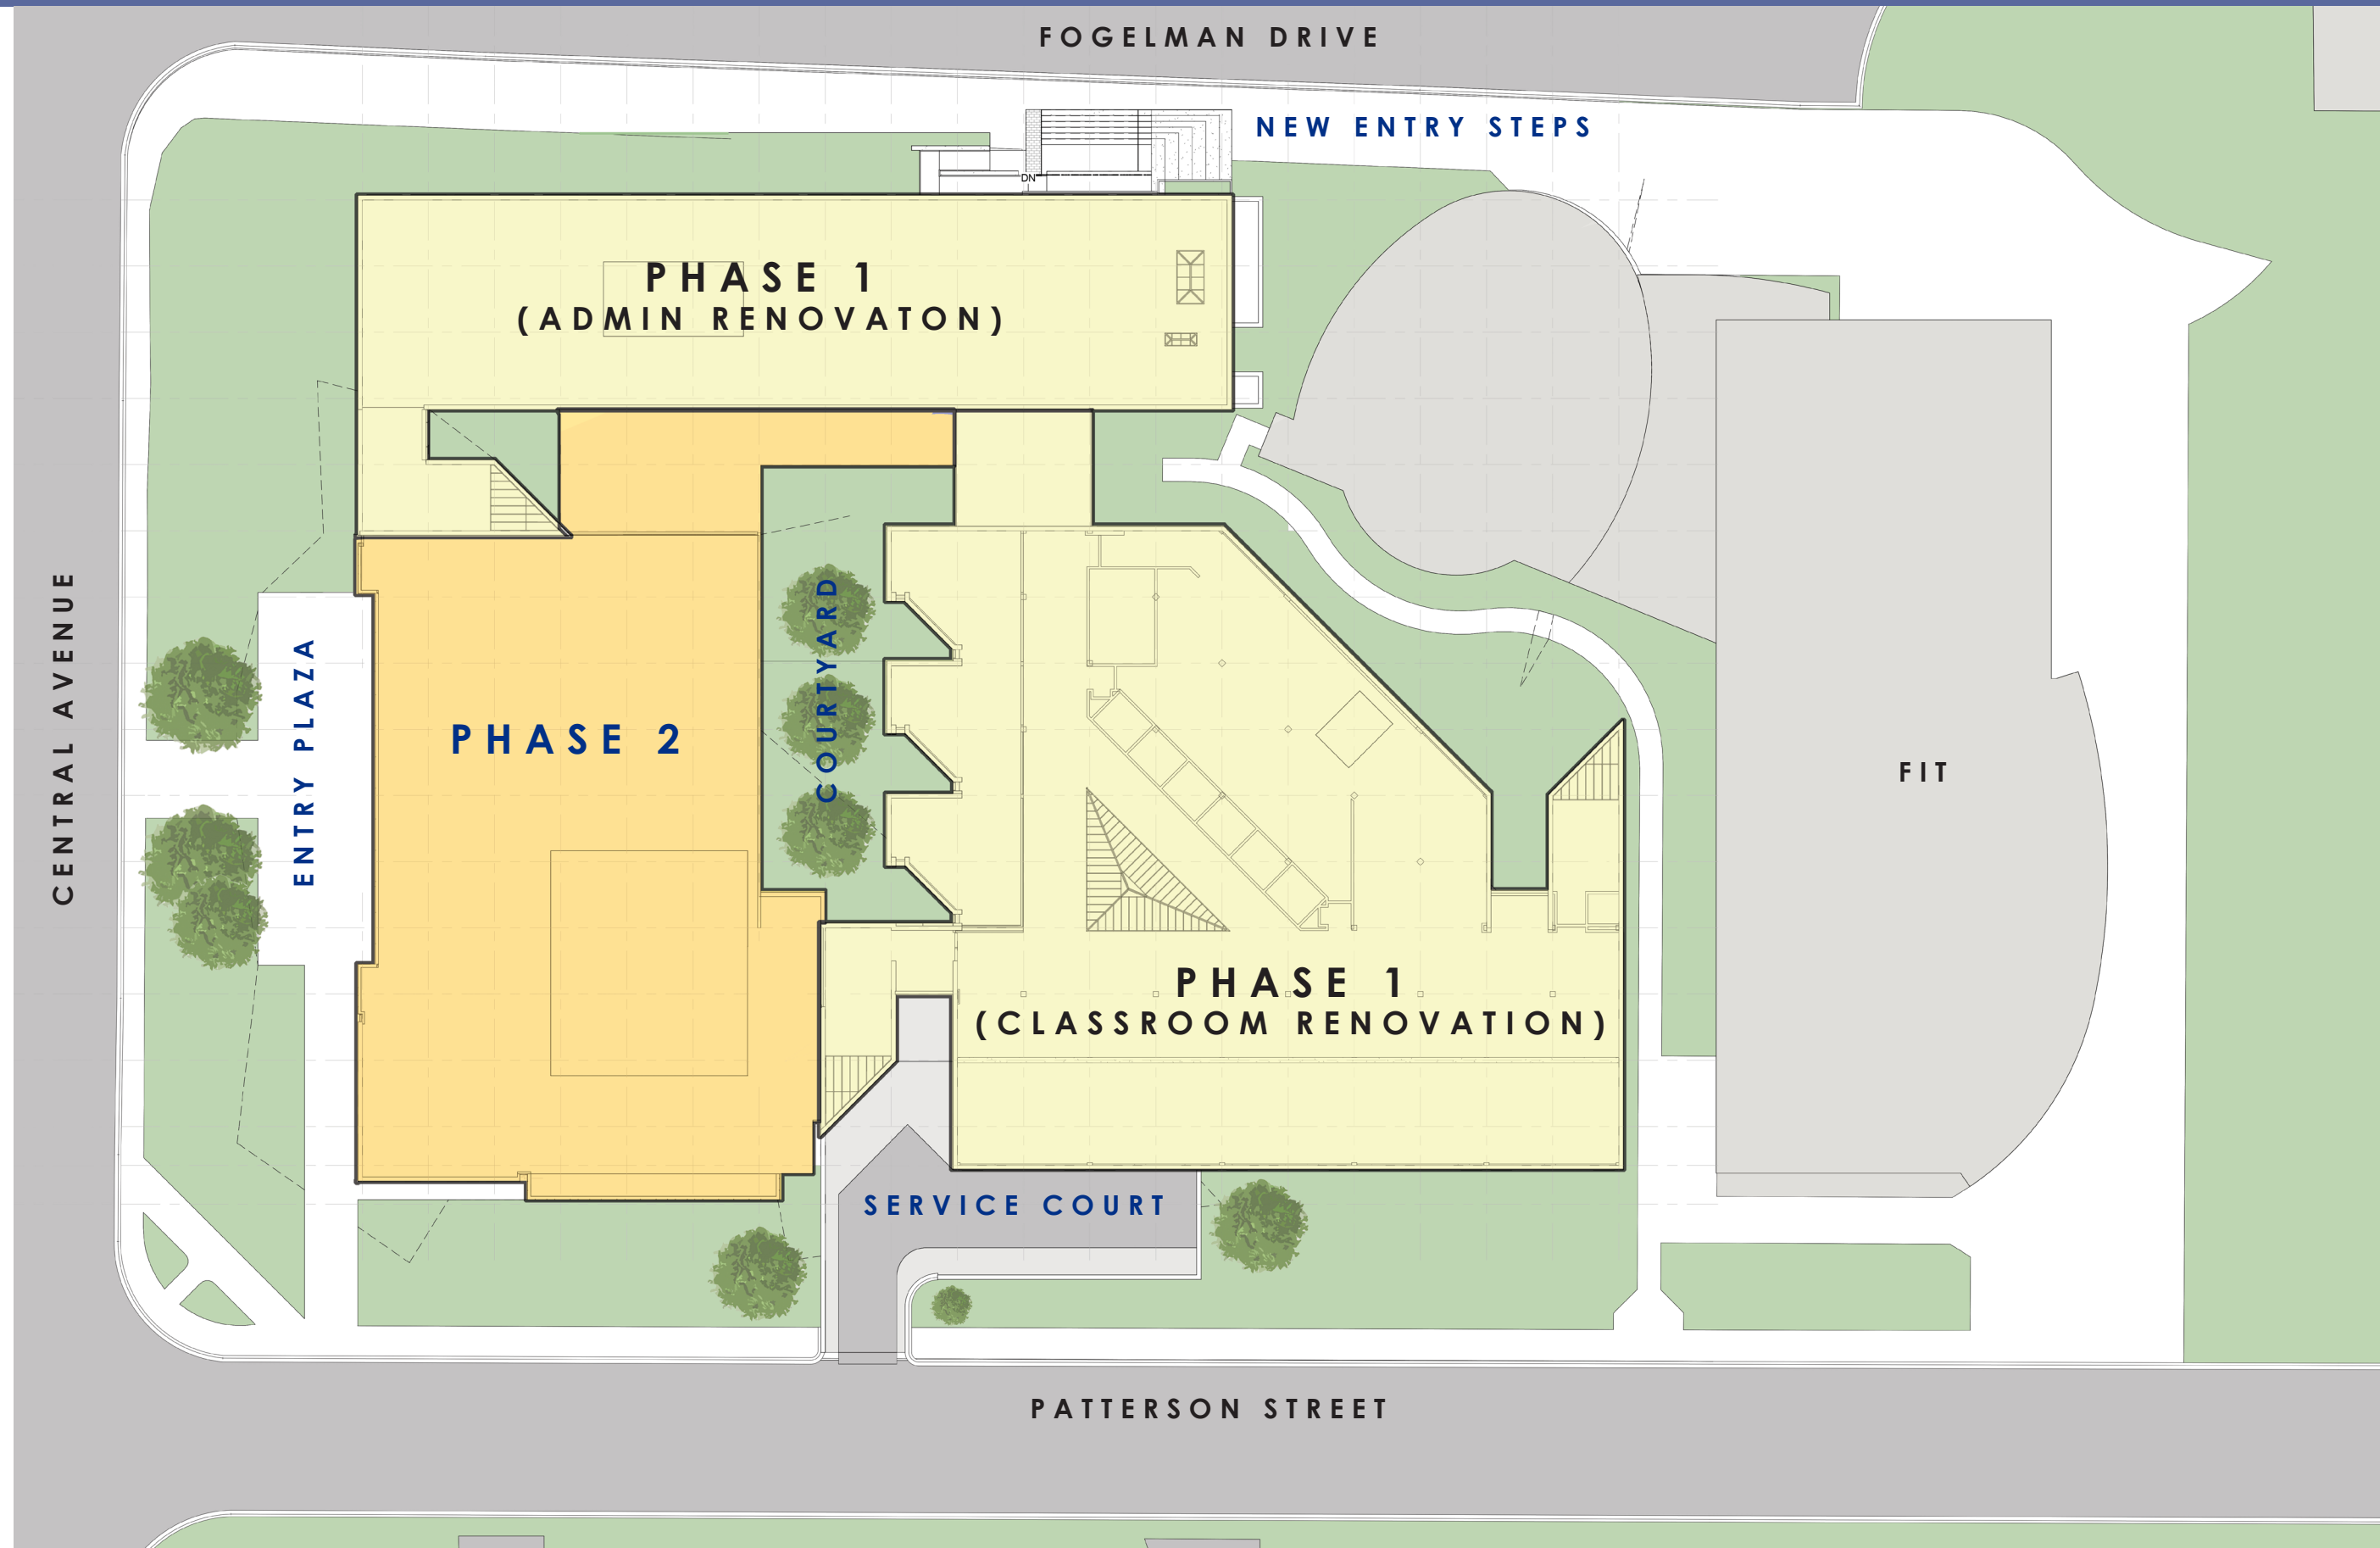 FOGELMAN DRIVE
NEW ENTRY STEPS
DN
PHASE 1
(ADMIN RENOVATON)
CENTRAL AVENUE
ENTRY PLAZA
PHASE 2
COURTYARD
FIT
PHASE 1
(CLASSROOM RENOVATION)
SERVICE COURT
PATTERSON STREET